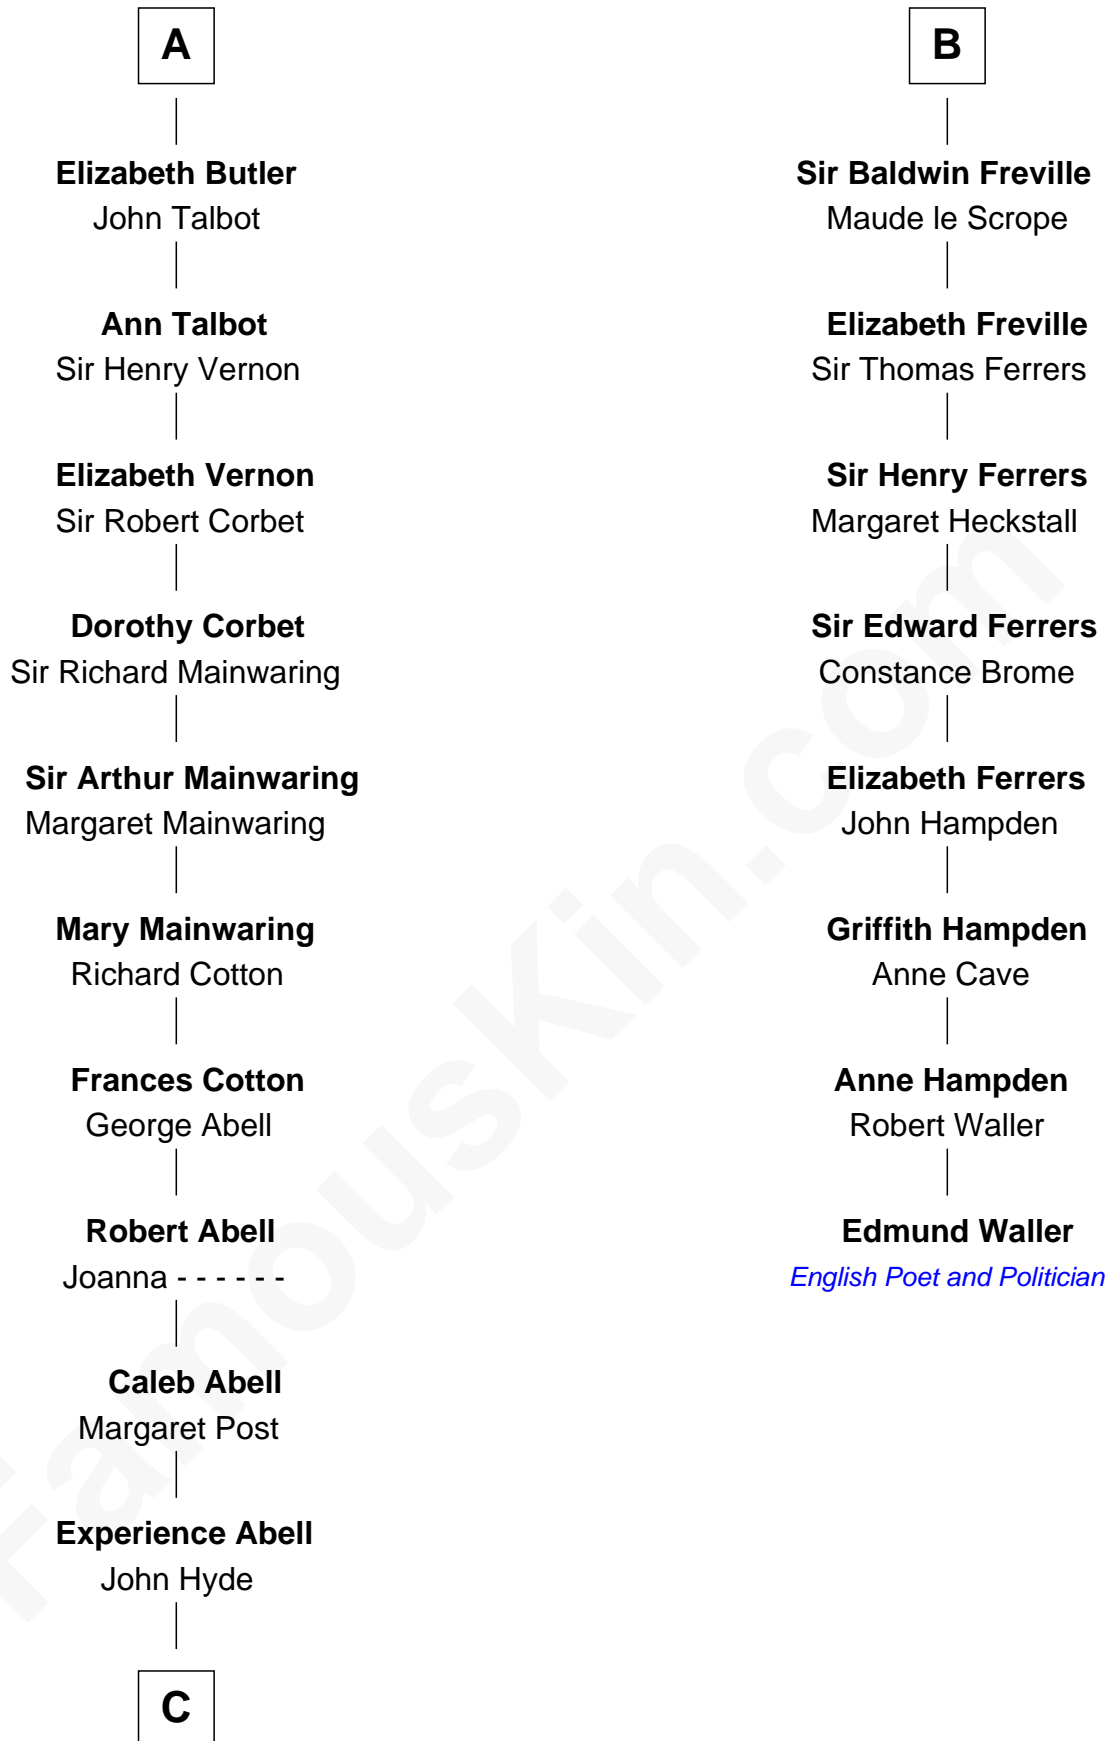 A
Elizabeth Butler
John Talbot
Ann Talbot
Sir Henry Vernon
Elizabeth Vernon
Sir Robert Corbet
Dorothy Corbet
Sir Richard Mainwaring
Sir Arthur Mainwaring
Margaret Mainwaring
Mary Mainwaring
Richard Cotton
Frances Cotton
George Abell
Robert Abell
Joanna - - - - - -
Caleb Abell
Margaret Post
Experience Abell
John Hyde
C
B
Sir Baldwin Freville
Maude le Scrope
Elizabeth Freville
Sir Thomas Ferrers
Sir Henry Ferrers
Margaret Heckstall
Sir Edward Ferrers
Constance Brome
Elizabeth Ferrers
John Hampden
Griffith Hampden
Anne Cave
Anne Hampden
Robert Waller
Edmund Waller
English Poet and Politician
FamousKin.com